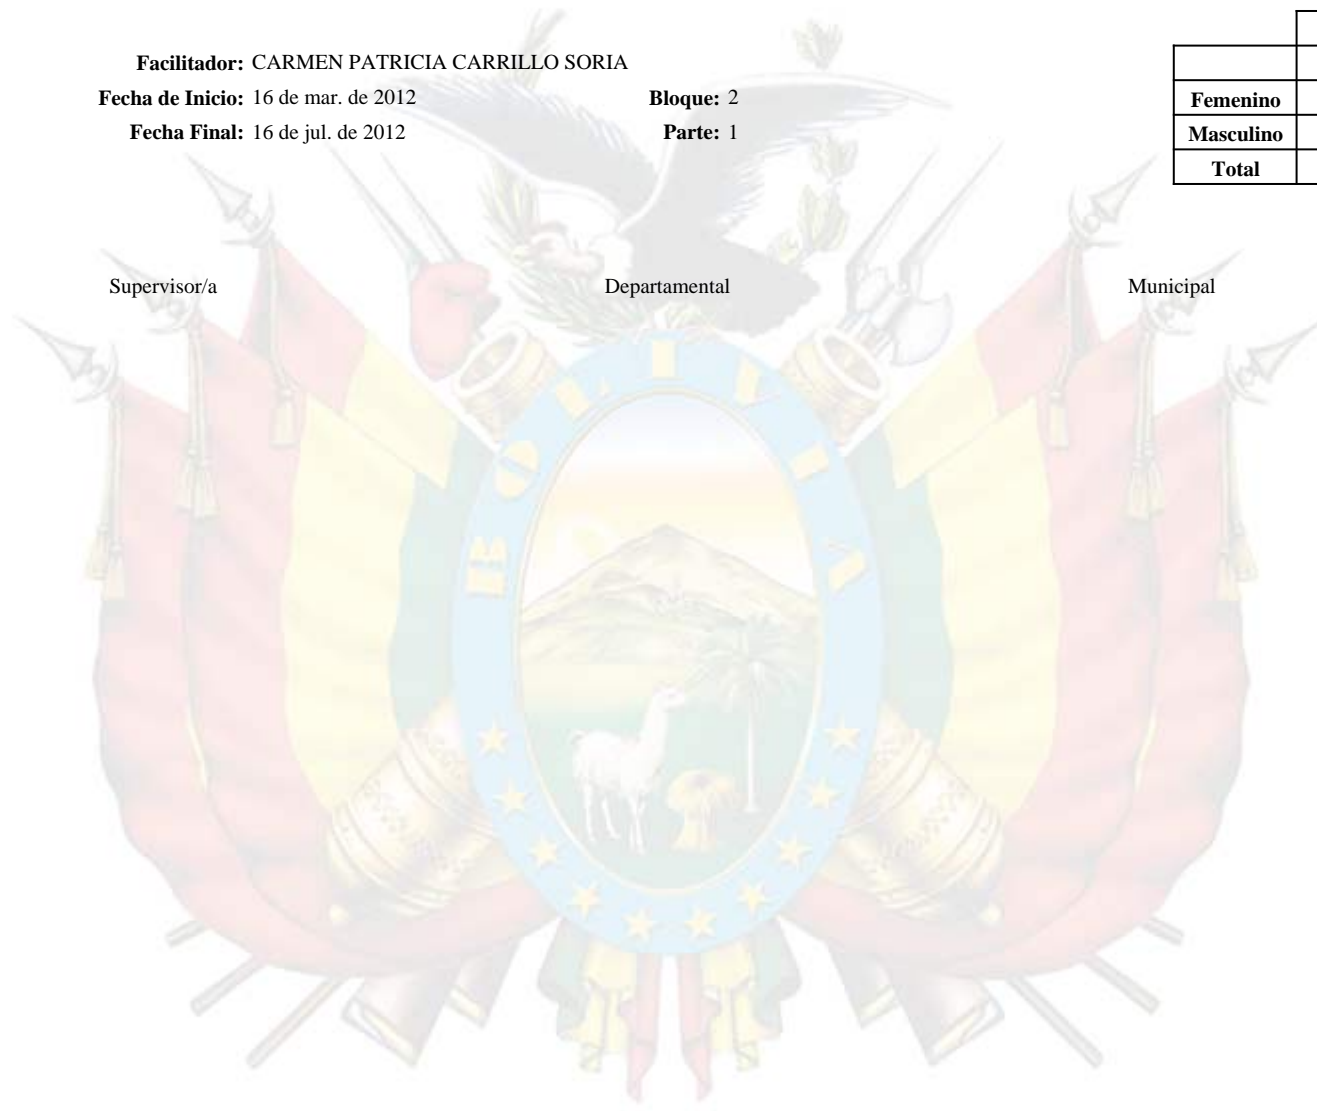 Facilitador: CARMEN PATRICIA CARRILLO SORIA
Fecha de Inicio: 16 de mar. de 2012 Bloque: 2
Fecha Final: 16 de jul. de 2012 Parte: 1
Femenino
Masculino
Total
Supervisor/a Departamental Municipal
BOLIVIA